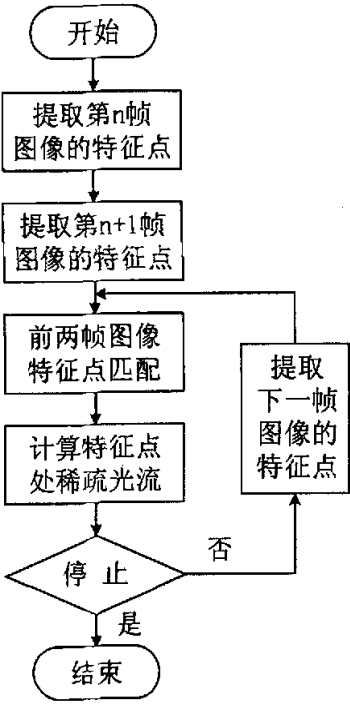 开始
提取第n帧
图像的特征点
提取第n+1帧
图像的特征点
前两帧图像
特征点匹配
提取
下一帧
图像的
特征点
计算特征点
处稀疏光流
停 止
否
是
结束